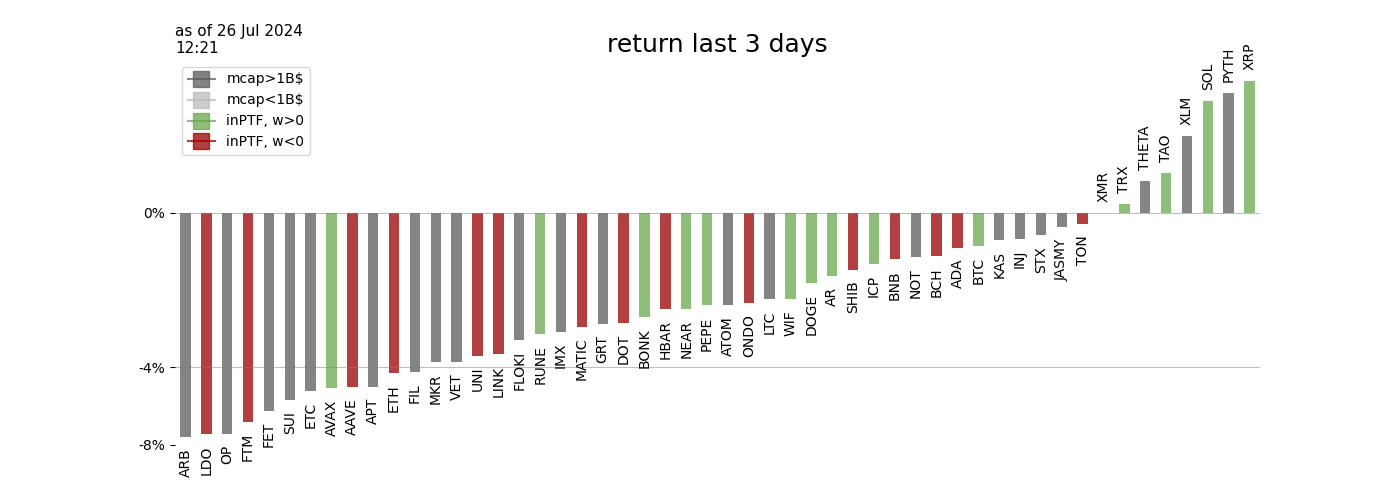 as of 26 Jul 2024
12:21
return last 3 days
mcap>1B$
mcap<1B$
inPTF, w>0
inPTF, w<0
0%
-4%
-8%
ARB
LDO
OP
FTM
FET
SUI
ETC
AVAX
AAVE
APT
ETH
FIL
MKR
VET
UNI
LINK
FLOKI
RUNE
IMX
MATIC
GRT
DOT
BONK
HBAR
NEAR
PEPE
ATOM
ONDO
LTC
WIF
DOGE
AR
SHIB
ICP
BNB
NOT
BCH
ADA
BTC
KAS
INJ
STX
JASMY
TON
XMR
TRX
THETA
TAO
XLM
SOL
PYTH
XRP